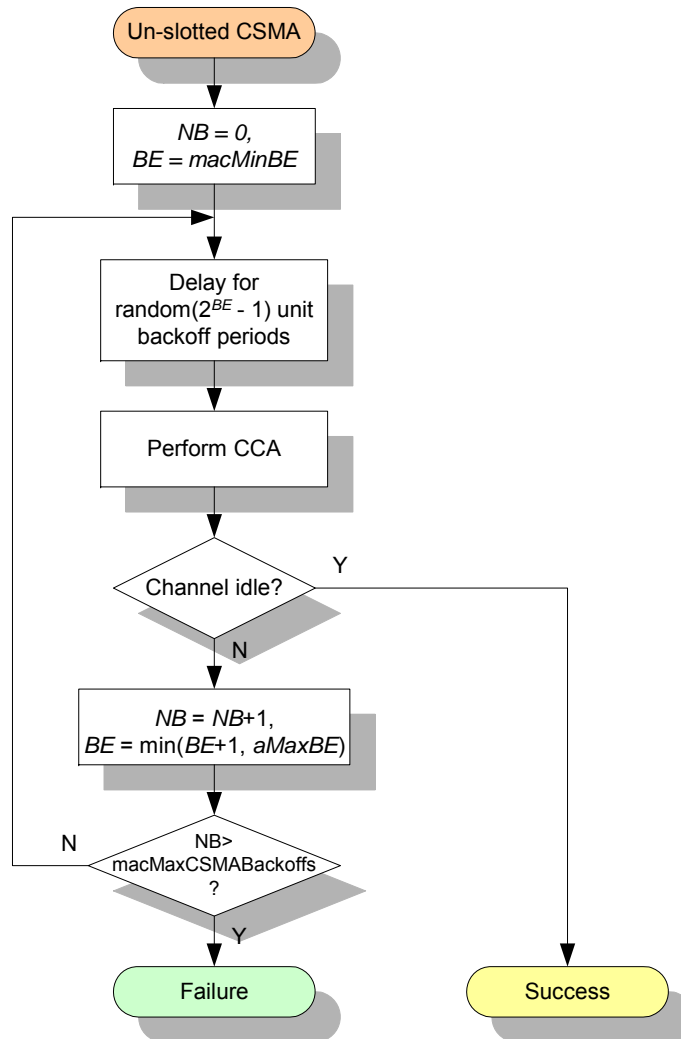 Un-slotted CSMA
NB = 0,
BE = macMinBE
Delay for
random(2^BE - 1) unit
backoff periods
Perform CCA
Channel idle?
Y
N
NB = NB+1,
BE = min(BE+1, aMaxBE)
N
NB>
macMaxCSMABackoffs
?
Y
Failure
Success